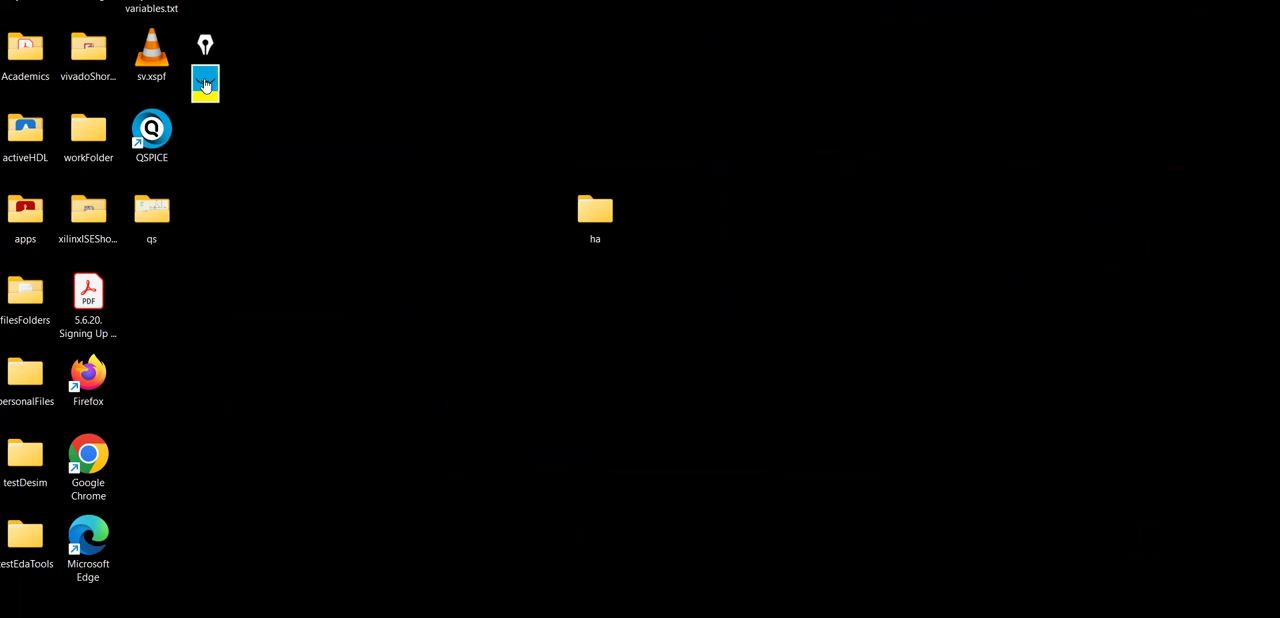 variables.txt
Academics
vivadoShor...
sv.xspf
activeHDL
workFolder
QSPICE
apps
xilinxISESho...
qs
ha
filesFolders
5.6.20.
Signing Up ...
PDF
personalFiles
Firefox
testDesim
Google
Chrome
estEdaTools
Microsoft
Edge